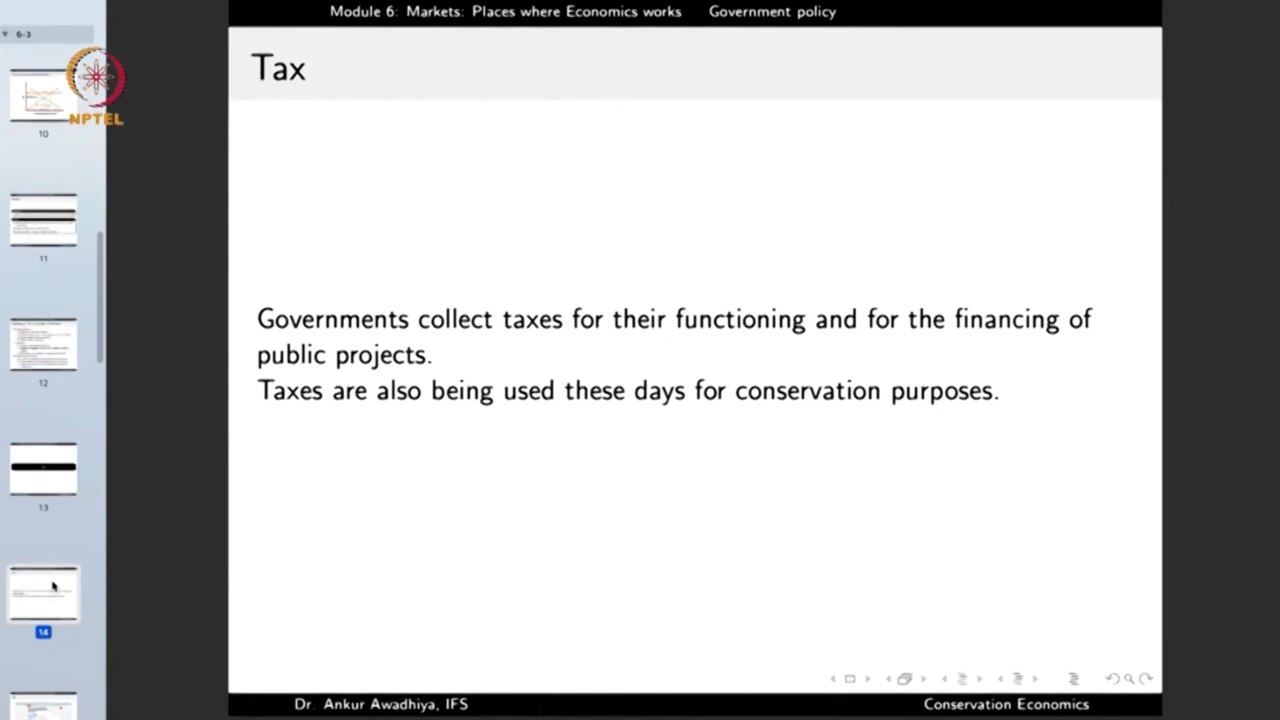 Module 6: Markets: Places where Economics works Government policy
6-3
Tax
NPTEL
10
11
12
13
14
Governments collect taxes for their functioning and for the financing of
public projects.
Taxes are also being used these days for conservation purposes.
Dr. Ankur Awadhiya, IFS Conservation Economics